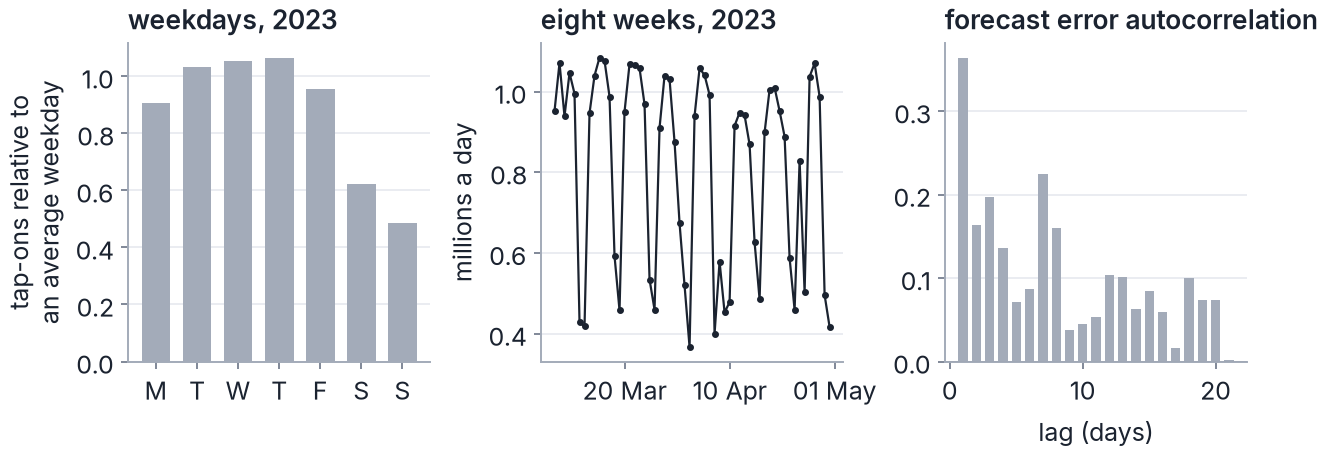 weekdays, 2023
tap-ons relative to
an average weekday
1.0
0.8
0.6
0.4
0.2
0.0
M T W T F S S
eight weeks, 2023
millions a day
1.0
0.8
0.6
0.4
20 Mar 10 Apr 01 May
forecast error autocorrelation
0.3
0.2
0.1
0.0
0 10 20
lag (days)